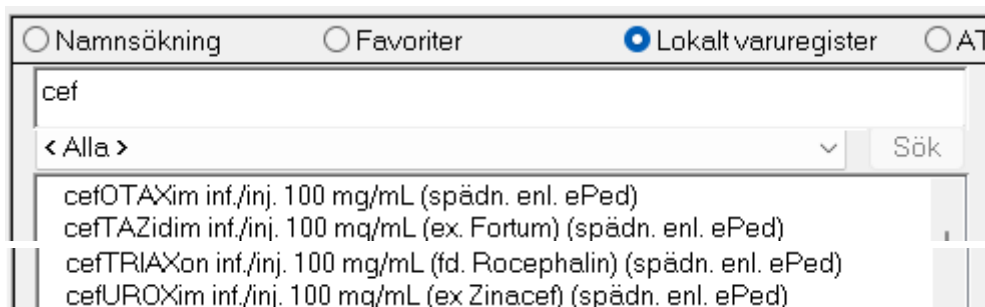 Namnsökning Favoriter Lokalt varuregister AT
cef
< Alla > Sök
cefOTAXim inf./inj. 100 mg/mL (spädn. enl. ePed)
cefTAZidim inf./inj. 100 mg/mL (ex. Fortum) (spädn. enl. ePed)
cefTRIAXon inf./inj. 100 mg/mL (fd. Rocephalin) (spädn. enl. ePed)
cefUROXim inf./inj. 100 mg/mL (ex Zinacef) (spädn. enl. ePed)